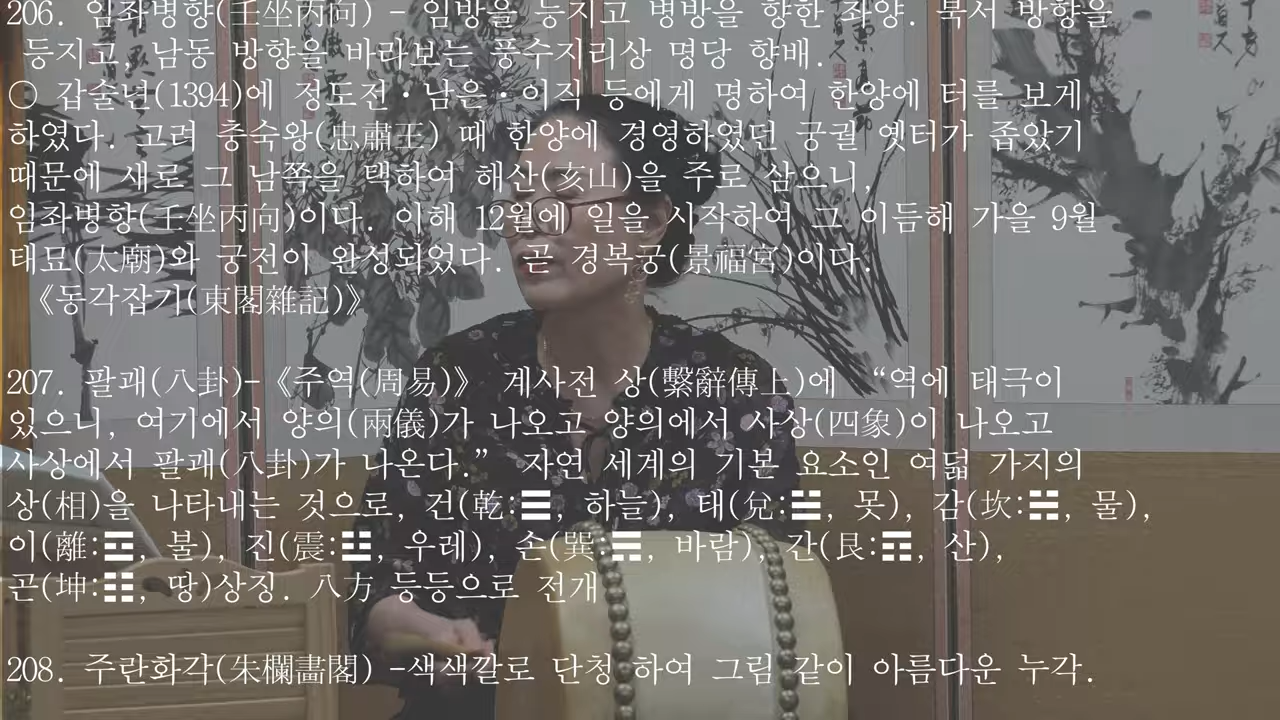 206. 임좌병향(壬坐丙向) - 임방을 등지고 병방을 향한 좌양. 북서 방향을
등지고, 남동 방향을 바라보는 풍수지리상 명당 향배.
○ 갑술년(1394)에 정도전·남은·이직 등에게 명하여 한양에 터를 보게
하였다. 고려 충숙왕(忠肅王) 때 한양에 경영하였던 궁궐 옛터가 좁았기
때문에 새로 그 남쪽을 택하여 해산(亥山)을 주로 삼으니,
임좌병향(壬坐丙向)이다. 이해 12월에 일을 시작하여 그 이듬해 가을 9월
태묘(太廟)와 궁전이 완성되었다. 곧 경복궁(景福宮)이다.
《동각잡기(東閣雜記)》
207. 팔괘(八卦)-《주역(周易)》 계사전 상(繫辭傳上)에 “역에 태극이
있으니, 여기에서 양의(兩儀)가 나오고 양의에서 사상(四象)이 나오고
사상에서 팔괘(八卦)가 나온다.” 자연 세계의 기본 요소인 여덟 가지의
상(相)을 나타내는 것으로, 건(乾:☰, 하늘), 태(兌:☱, 못), 감(坎:☵, 물),
이(離:☲, 불), 진(震:☳, 우레), 손(巽:☴, 바람), 간(艮:☶, 산),
곤(坤:☷, 땅)상징. 八方 등등으로 전개
208. 주란화각(朱欄畵閣) -색색깔로 단청 하여 그림 같이 아름다운 누각.